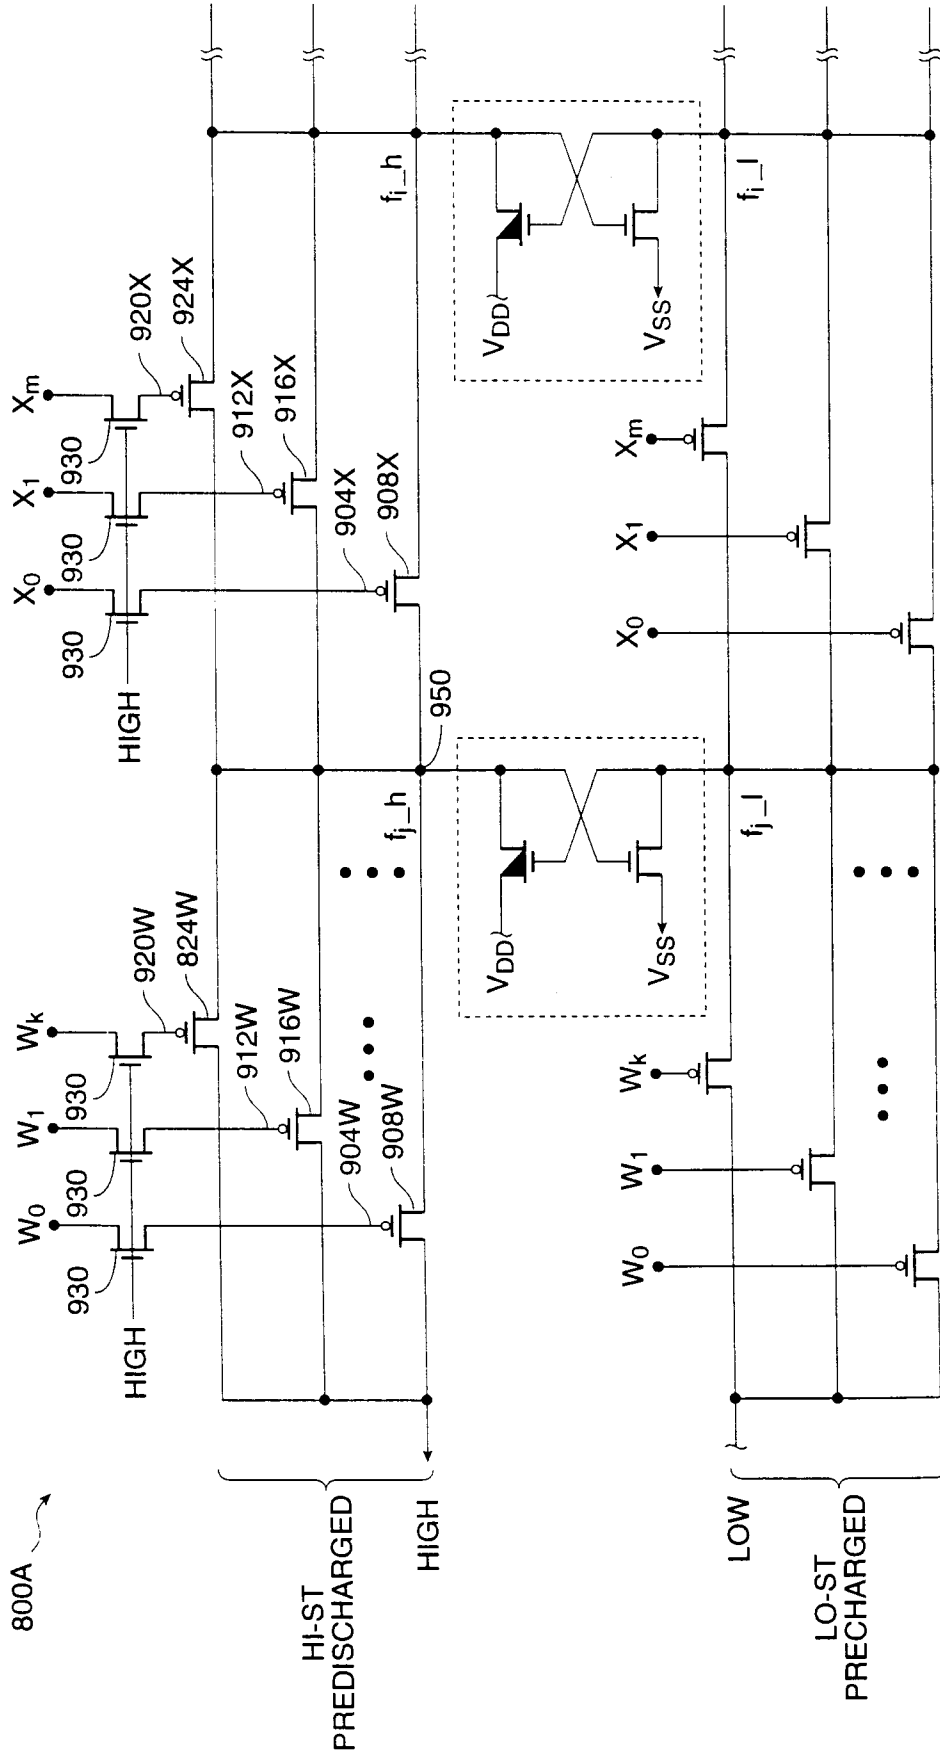 800A
W0
W1
Wk
X0
X1
Xm
930
930
930
920W
824W
930
930
930
920X
924X
HIGH
912W
916W
HIGH
912X
916X
904W
908W
904X
908X
HI-ST
PREDISCHARGED
HIGH
fj_h
950
fi_h
VDD
VDD
VSS
VSS
W0
W1
Wk
X0
X1
Xm
fj_l
fi_l
LOW
LO-ST
PRECHARGED